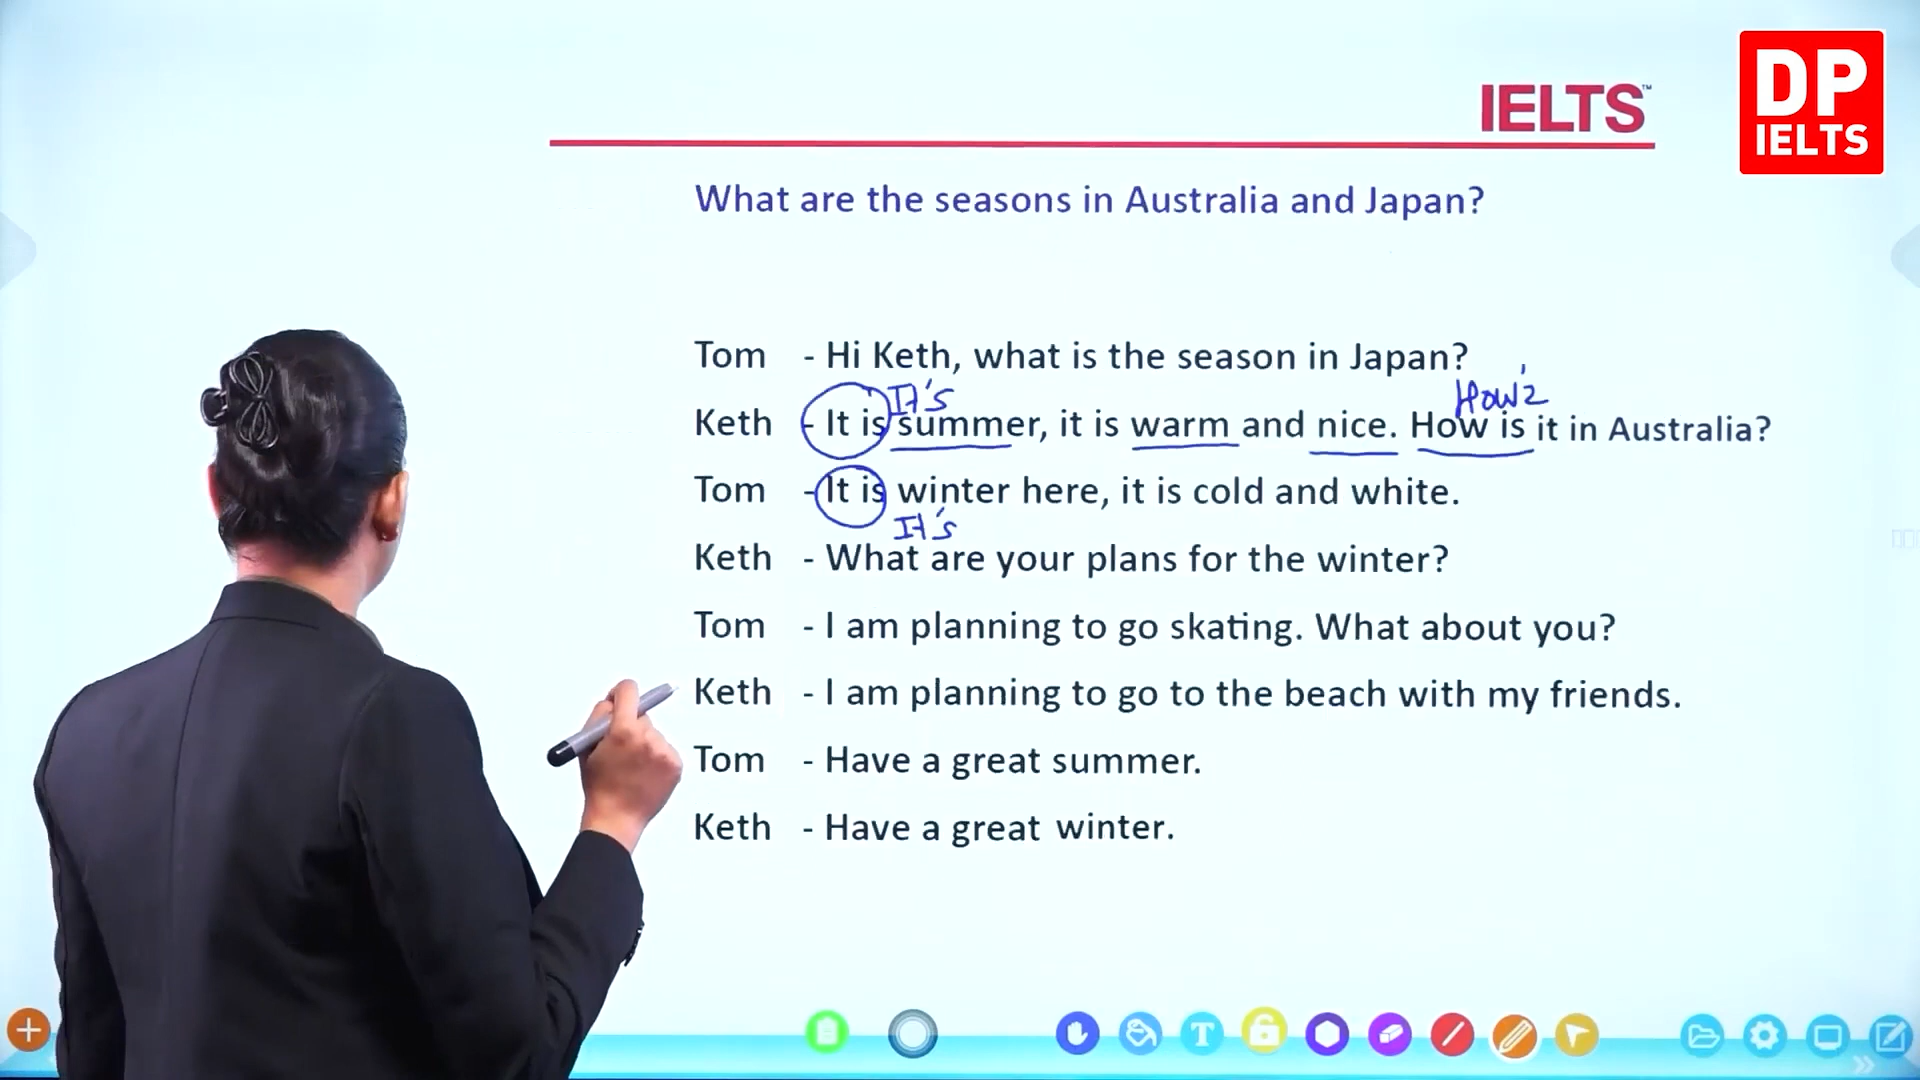 DP
IELTS
IELTS™
What are the seasons in Australia and Japan?
Tom - Hi Keth, what is the season in Japan?
It's How's
Keth - It is summer, it is warm and nice. How is it in Australia?
Tom - It is winter here, it is cold and white.
It's
Keth - What are your plans for the winter?
Tom - I am planning to go skating. What about you?
Keth - I am planning to go to the beach with my friends.
Tom - Have a great summer.
Keth - Have a great winter.
T